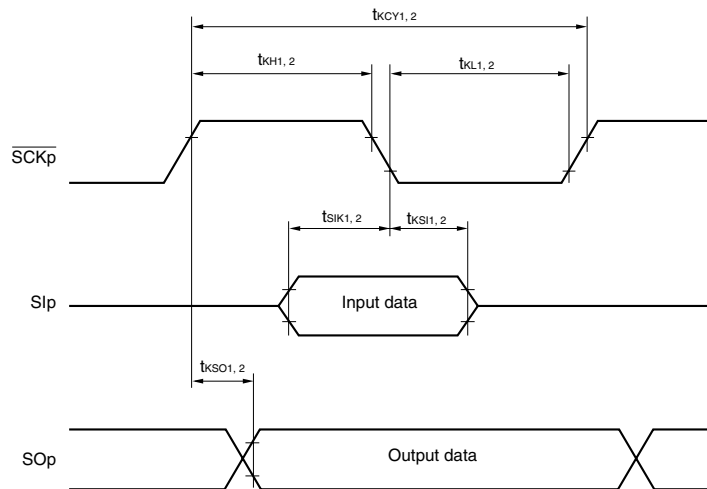 tKCY1, 2
tKH1, 2
tKL1, 2
SCKp
tSIK1, 2
tKSI1, 2
SIp
Input data
tKSO1, 2
SOp
Output data